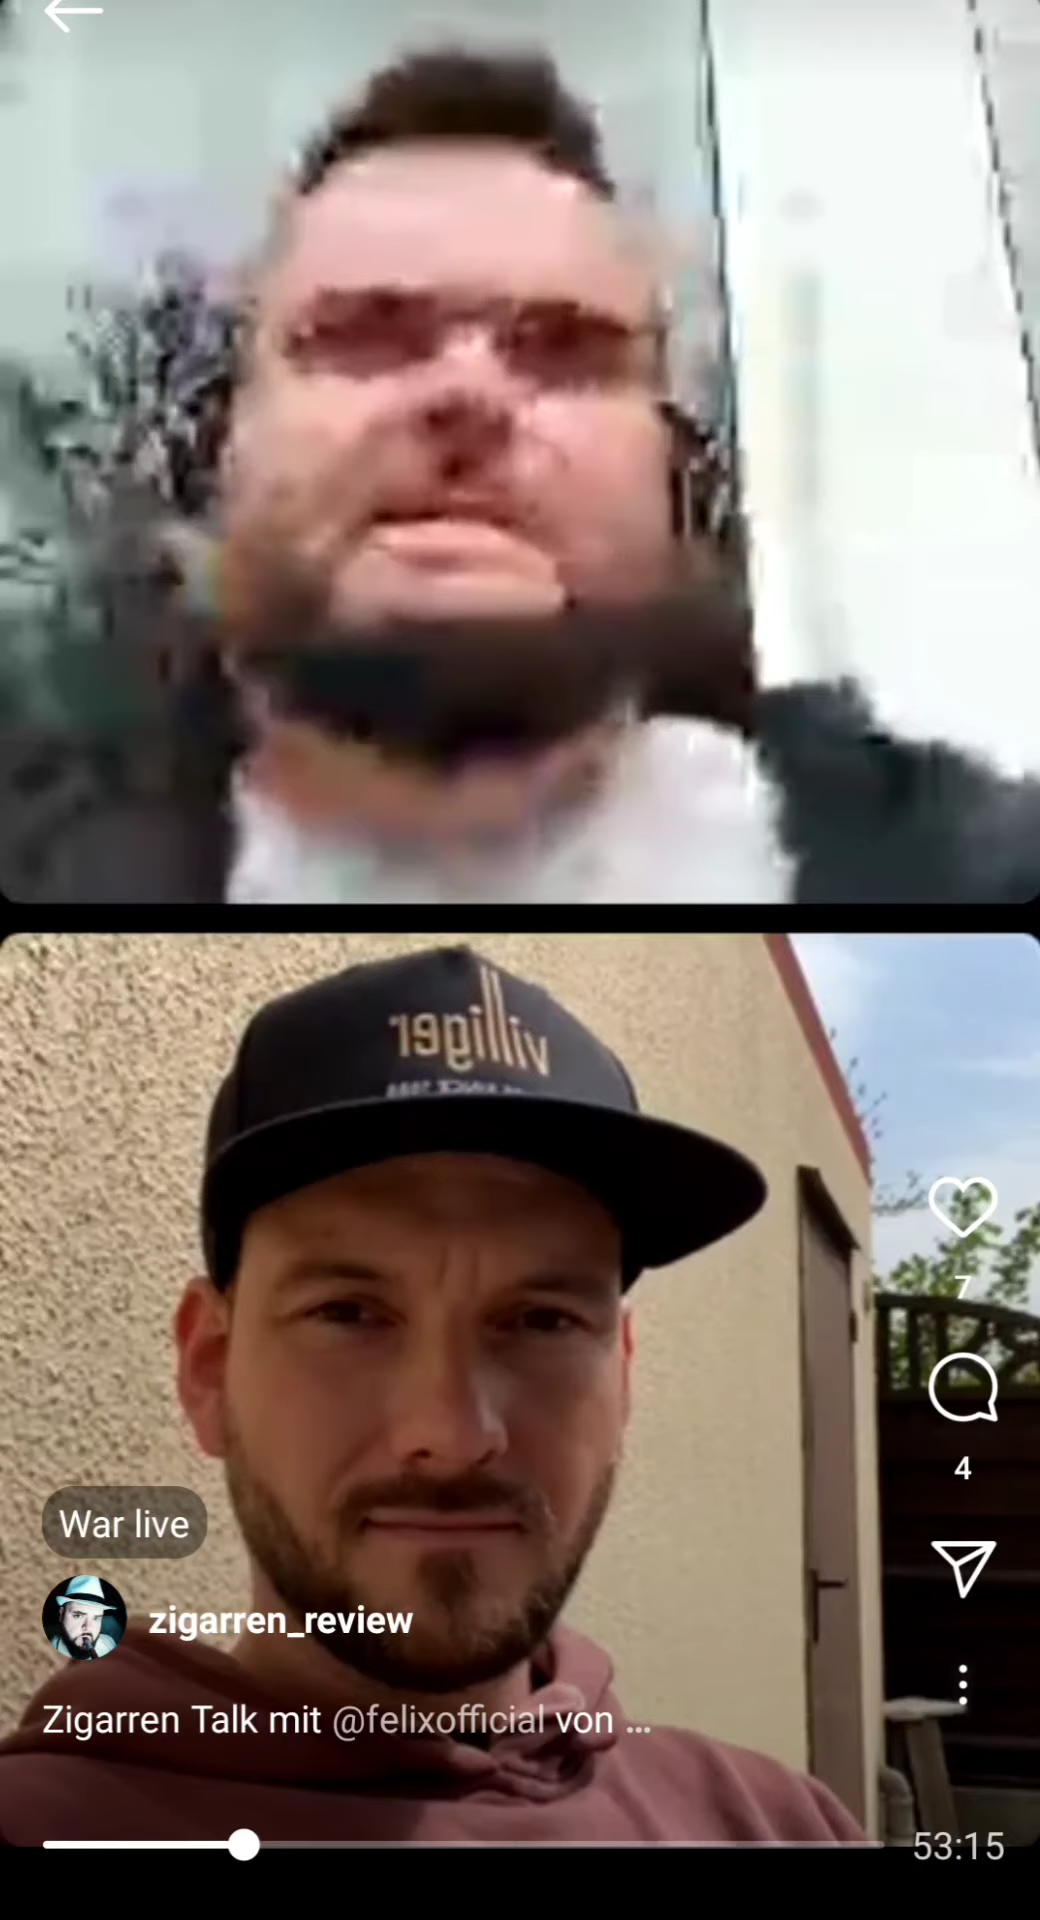 villiger
War live
7
4
zigarren_review
Zigarren Talk mit @felixofficial von ...
53:15